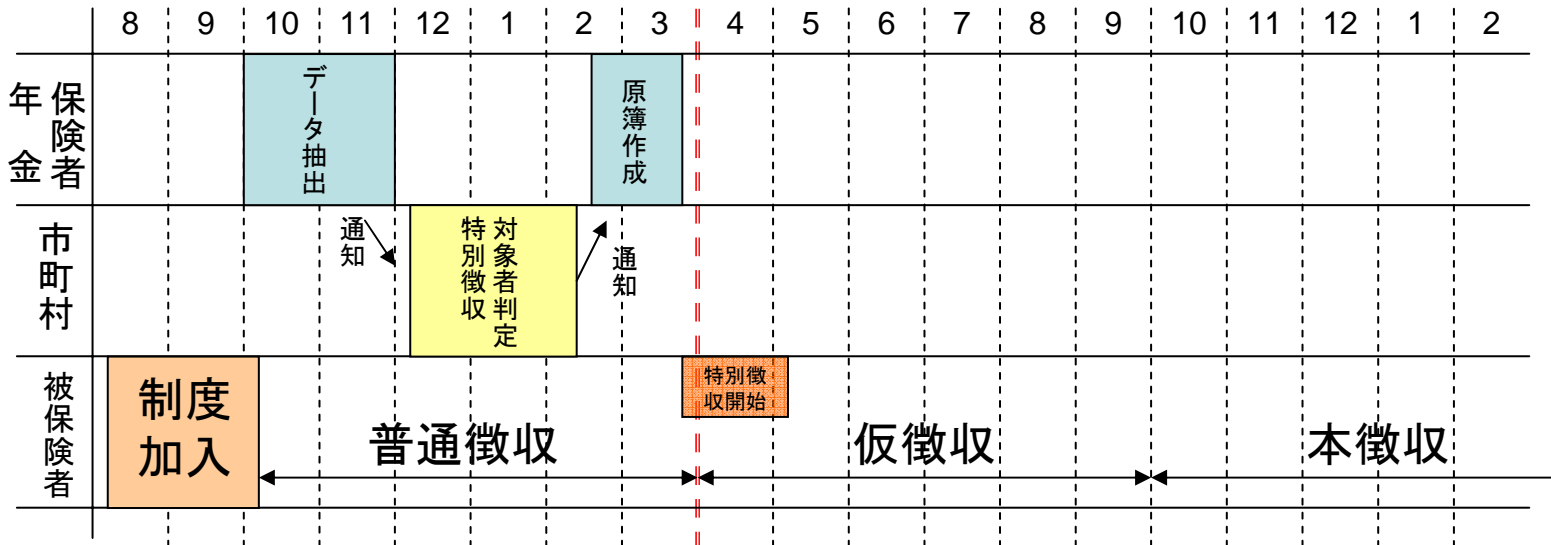 8 9 10 11 12 1 2 3 4 5 6 7 8 9 10 11 12 1 2
年金
保険者
データ抽出
原簿作成
市町村
通知
特別徴収
対象者判定
通知
被保険者
制度
加入
普通徴収
特別徴
収開始
仮徴収
本徴収